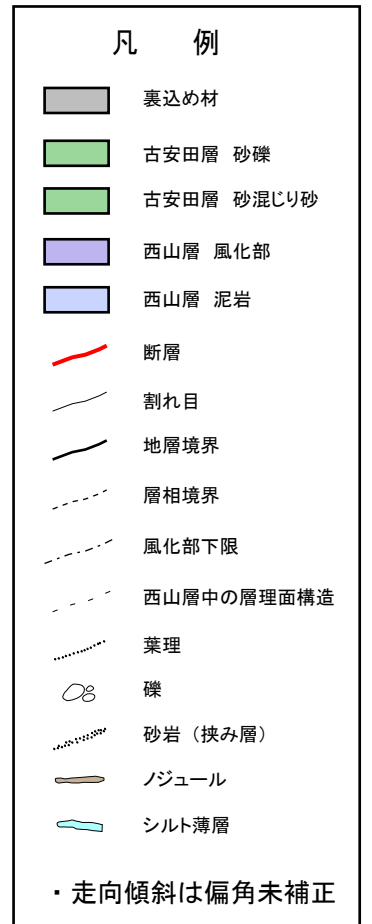 凡 例
裏込め材
古安田層 砂礫
古安田層 砂混じり砂
西山層 風化部
西山層 泥岩
断層
割れ目
地層境界
層相境界
風化部下限
西山層中の層理面構造
葉理
礫
砂岩（挟み層）
ノジュール
シルト薄層
・走向傾斜は偏角未補正